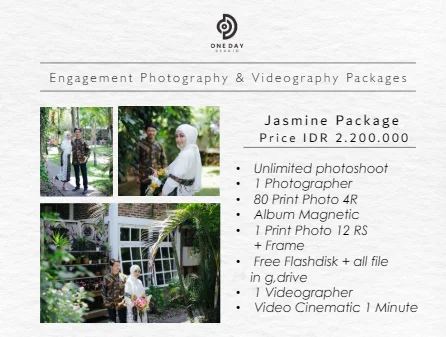 ONE DAY
Engagement Photography & Videography Packages
Jasmine Package
Price IDR 2.200.000
• Unlimited photoshoot
• 1 Photographer
• 80 Print Photo 4R
• Album Magnetic
• 1 Print Photo 12 RS
+ Frame
• Free Flashdisk + all file
in g,drive
• 1 Videographer
• Video Cinematic 1 Minute